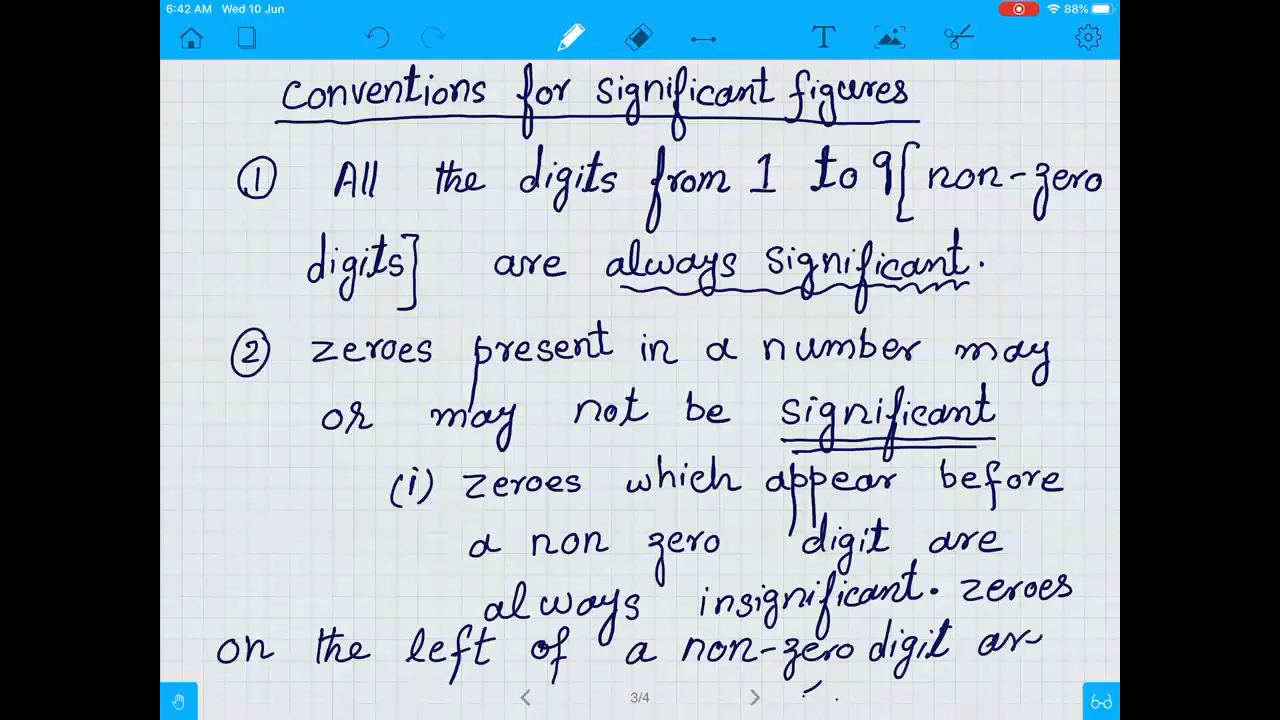 6:42 AM Wed 10 Jun 88%
T
conventions for significant figures
① All the digits from 1 to 9[non-zero
digits] are always significant.
② zeroes present in a number may
or may not be significant
(i) zeroes which appear before
a non zero digit are
always insignificant. zeroes
on the left of a non-zero digit ar
3/4